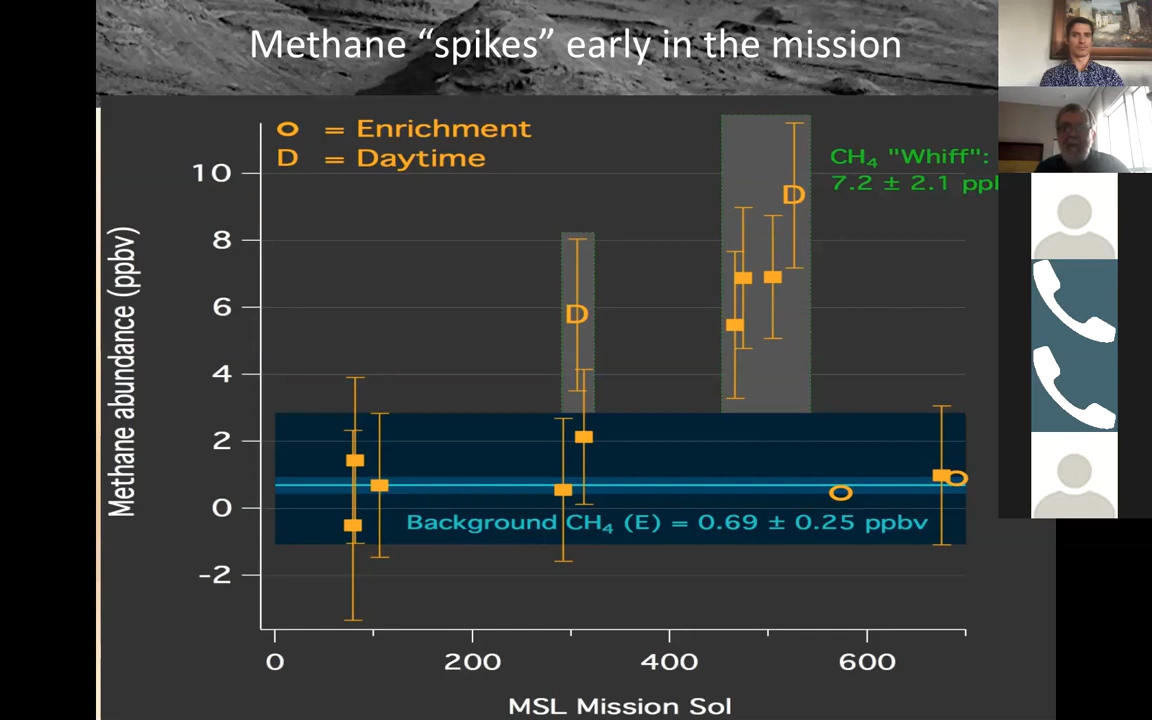 Methane “spikes” early in the mission
O = Enrichment
D = Daytime
CH₄ "Whiff":
7.2 ± 2.1
Methane abundance (ppbv)
10
8
6
4
2
0
-2
D
D
Background CH₄ (E) = 0.69 ± 0.25 ppbv
0 200 400 600
MSL Mission Sol